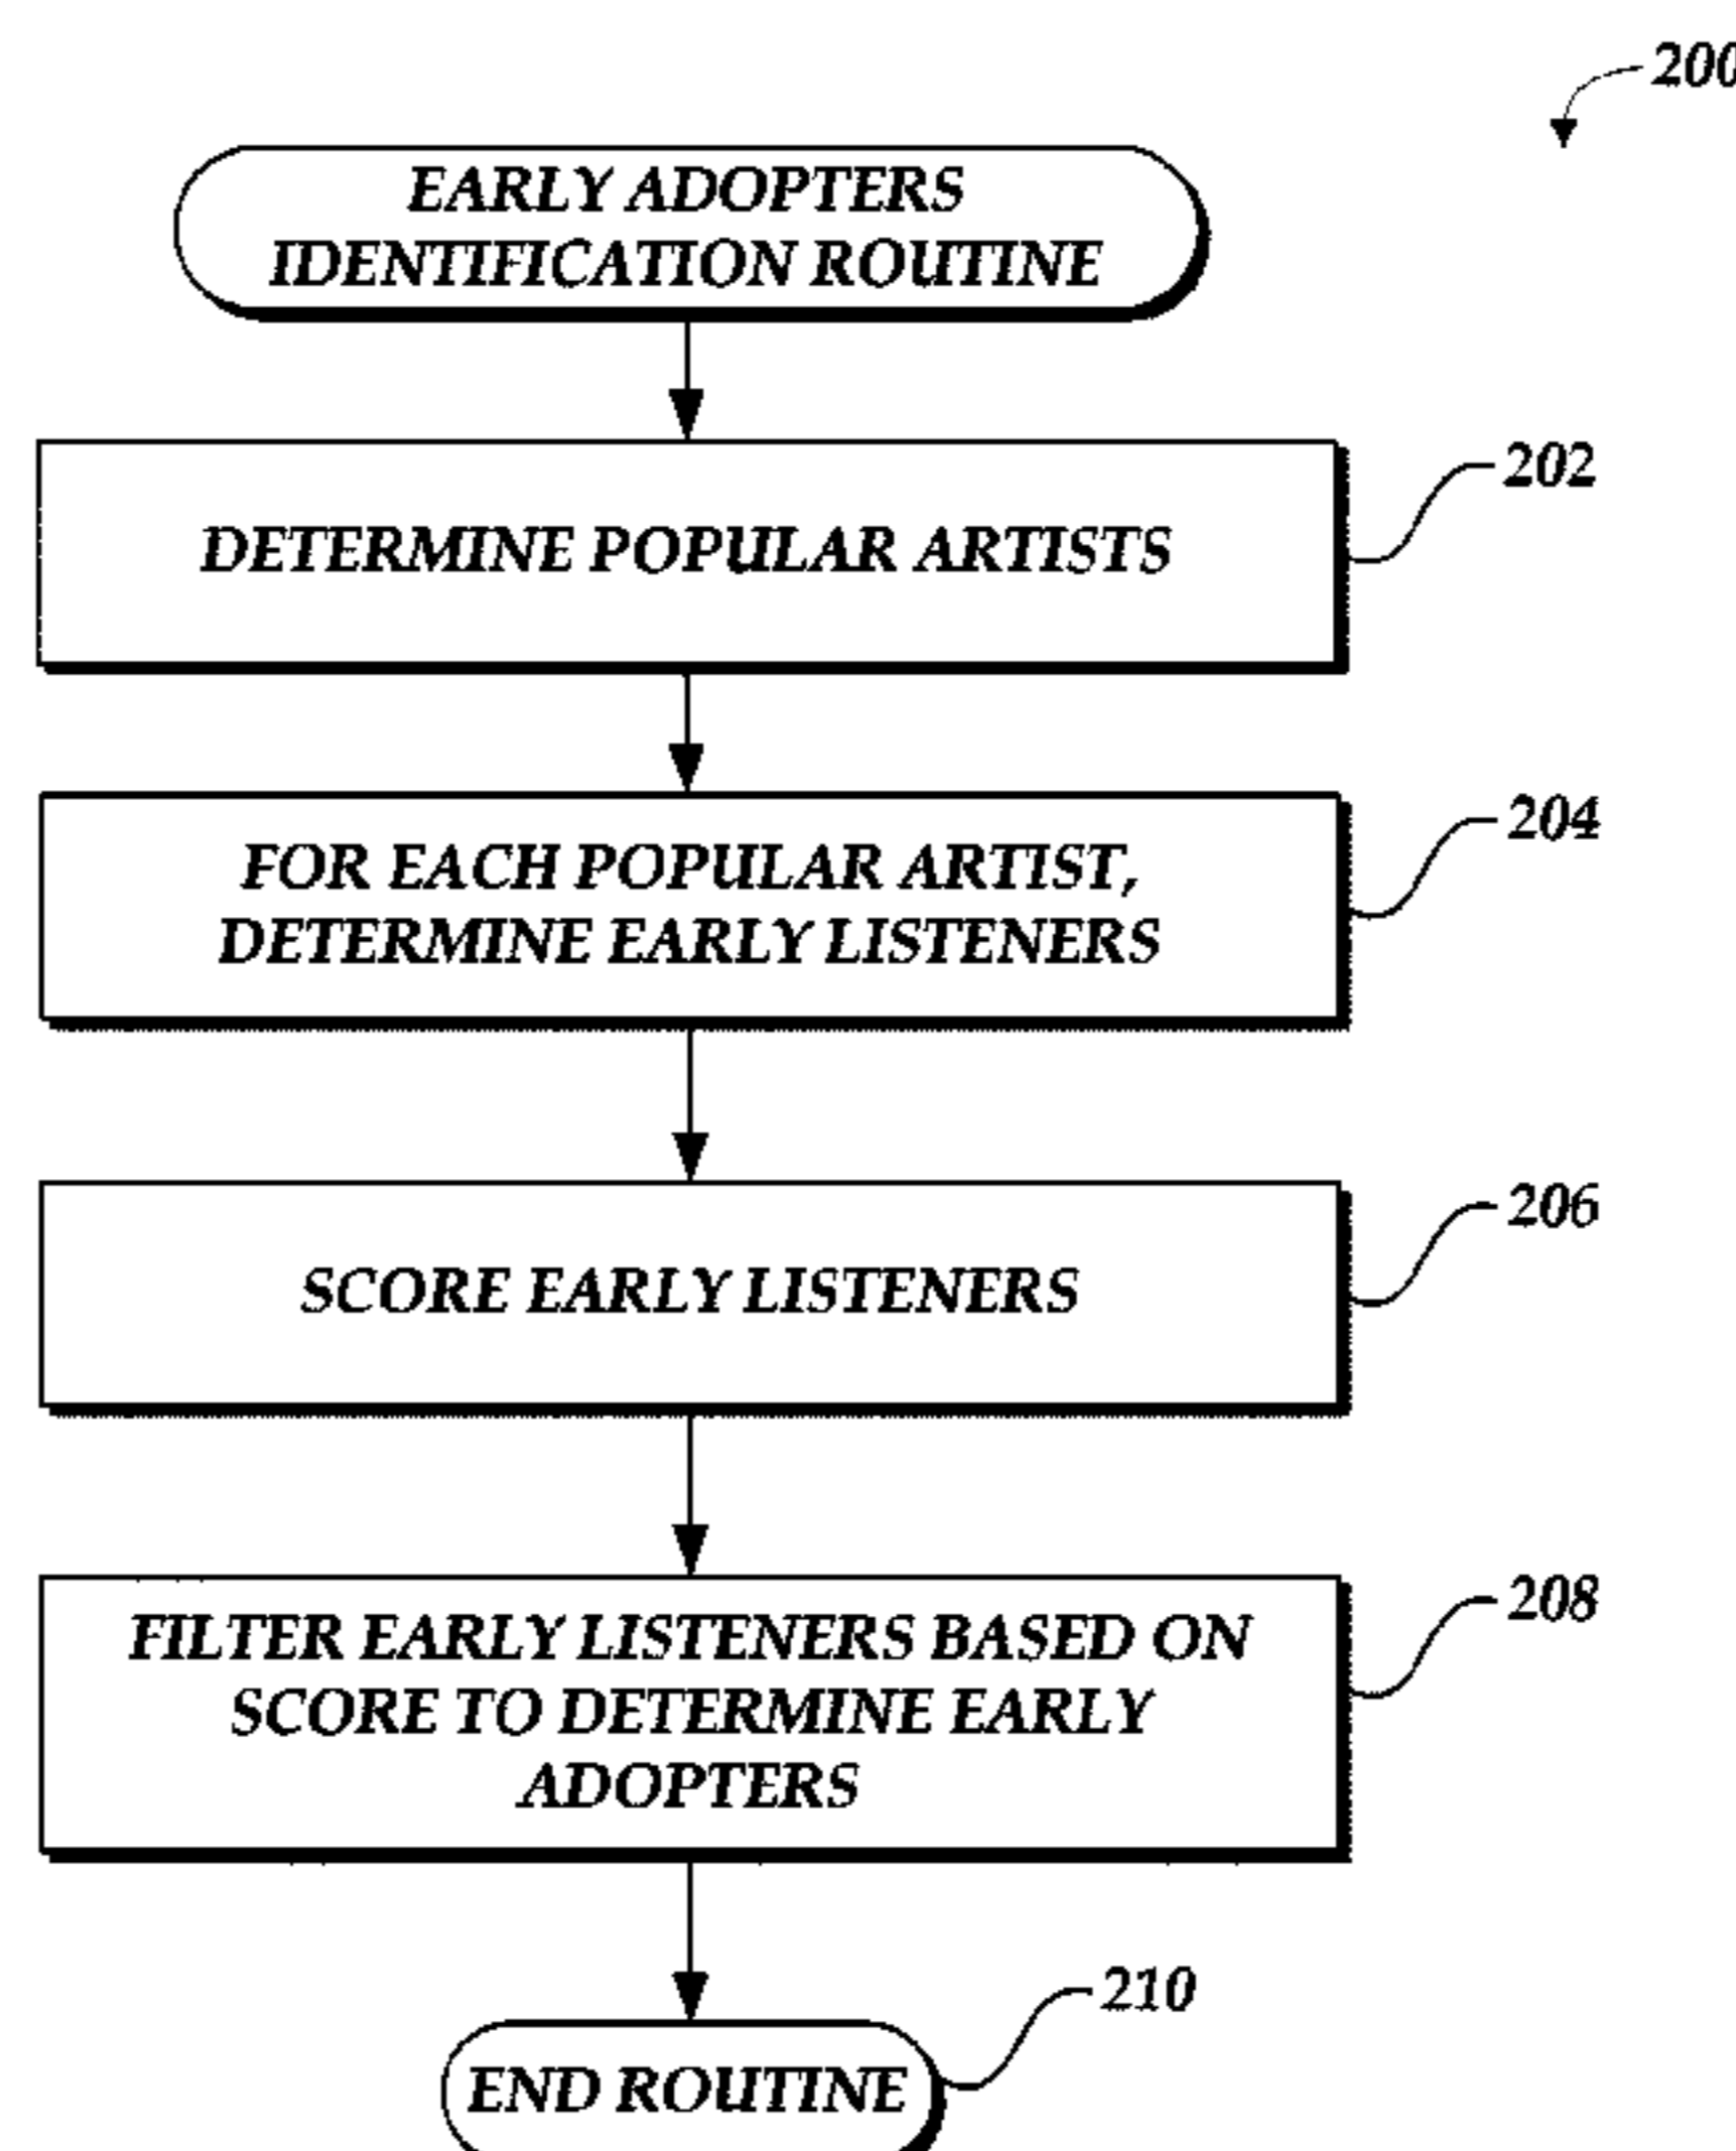 200
EARLY ADOPTERS
IDENTIFICATION ROUTINE
DETERMINE POPULAR ARTISTS
202
FOR EACH POPULAR ARTIST,
DETERMINE EARLY LISTENERS
204
SCORE EARLY LISTENERS
206
FILTER EARLY LISTENERS BASED ON
SCORE TO DETERMINE EARLY
ADOPTERS
208
END ROUTINE
210